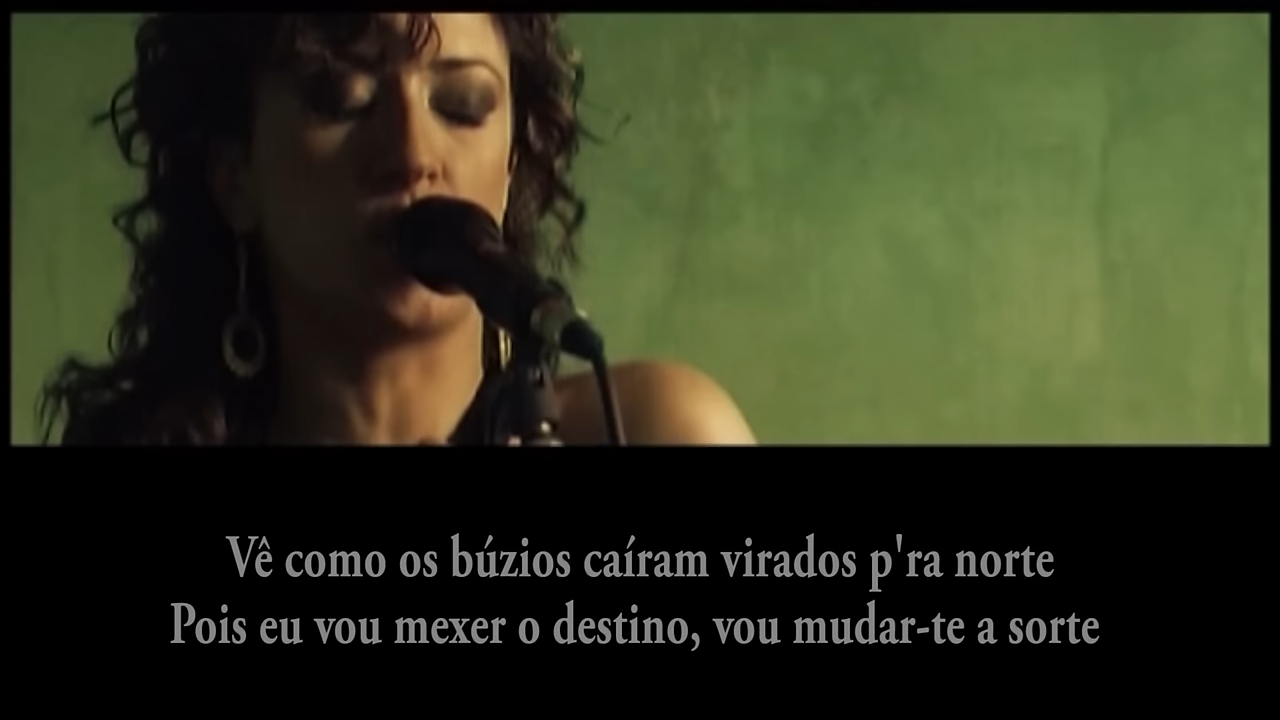 Vê como os búzios caíram virados p'ra norte
Pois eu vou mexer o destino, vou mudar-te a sorte